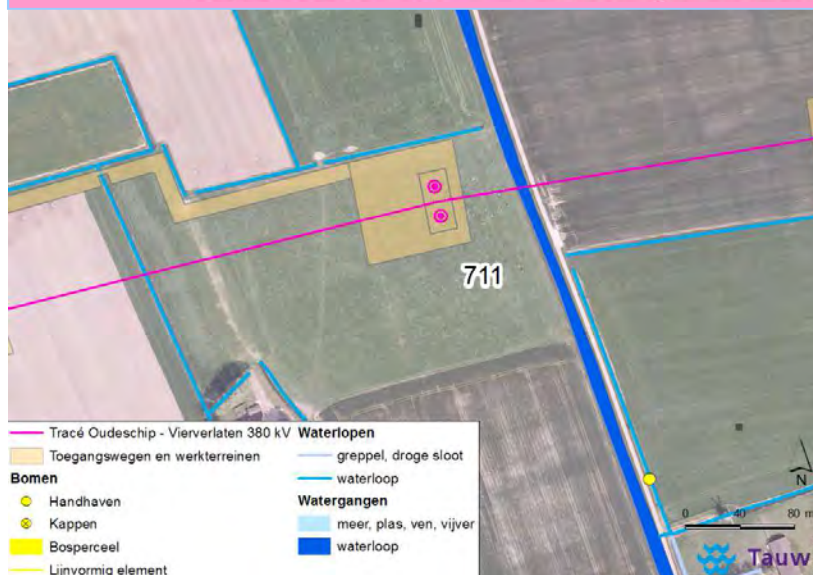 711
Tracé Oudeschip - Vierverlaten 380 kV
Toegangswegen en werkterreinen
Bomen
Handhaven
Kappen
Bosperceel
Lijnvormig element
Waterlopen
greppel, droge sloot
waterloop
Watergangen
meer, plas, ven, vijver
waterloop
N
0 40 80 m
Tauw